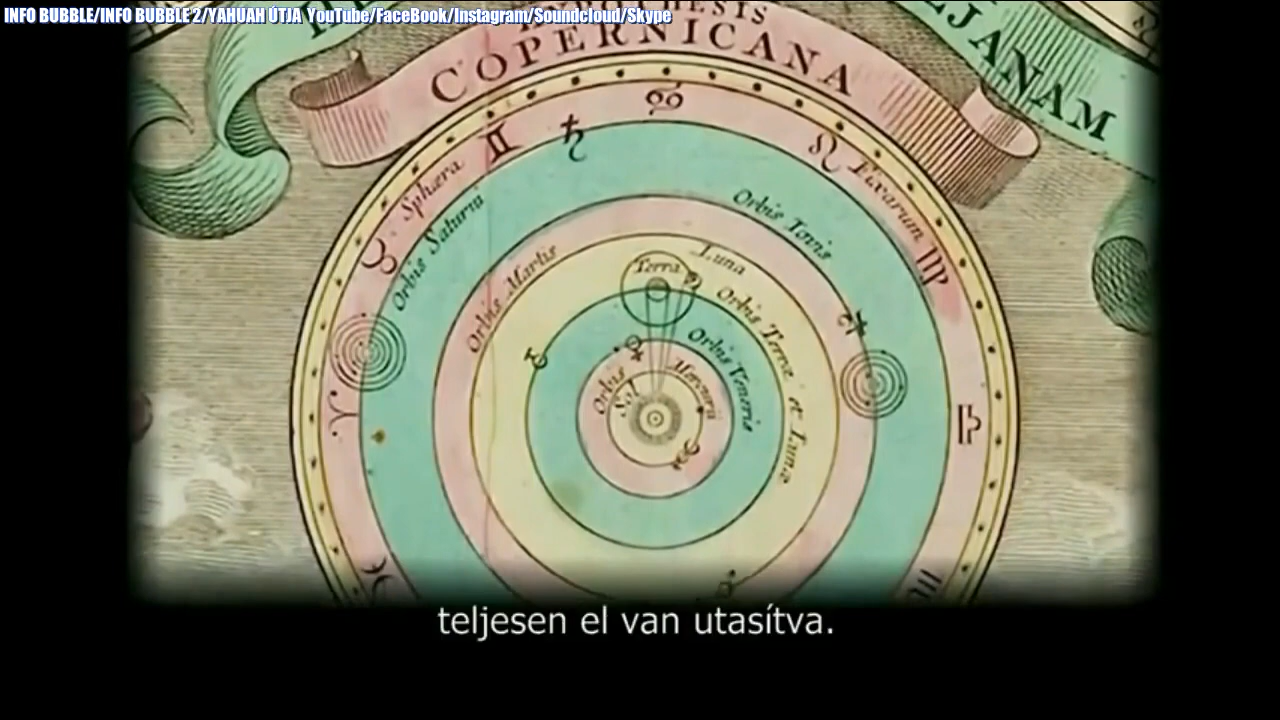 INFO BUBBLE/INFO BUBBLE 2/YAHUAH ÚTJA YouTube/FaceBook/Instagram/Soundcloud/Skype
COPERNICANA
JANAM
Sphæra
Fixarum
Orbis Saturni
Orbis Iovis
Orbis Martis
Luna
Terra
Orbis Terræ et Lunæ
Orbis Veneris
Orbis
Mercurii
Sol
teljesen el van utasítva.